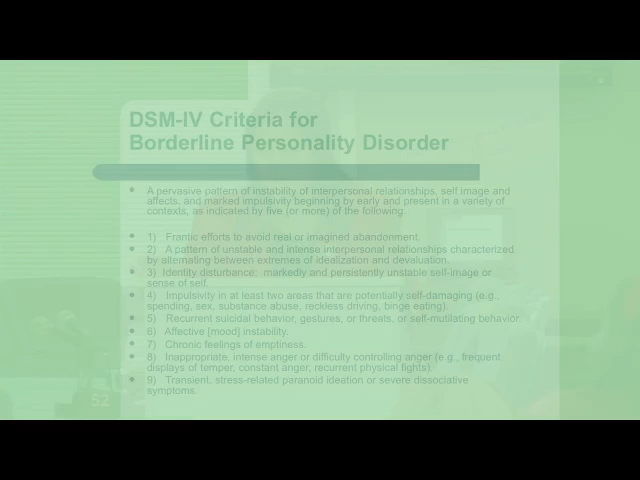 DSM-IV Criteria for
Borderline Personality Disorder
A pervasive pattern of instability of interpersonal relationships, self image and
affects, and marked impulsivity beginning by early and present in a variety of
contexts, as indicated by five (or more) of the following:
1) Frantic efforts to avoid real or imagined abandonment.
2) A pattern of unstable and intense interpersonal relationships characterized
by alternating between extremes of idealization and devaluation.
3) Identity disturbance: markedly and persistently unstable self-image or
sense of self.
4) Impulsivity in at least two areas that are potentially self-damaging (e.g.,
spending, sex, substance abuse, reckless driving, binge eating).
5) Recurrent suicidal behavior, gestures, or threats, or self-mutilating behavior.
6) Affective [mood] instability.
7) Chronic feelings of emptiness.
8) Inappropriate, intense anger or difficulty controlling anger (e.g., frequent
displays of temper, constant anger, recurrent physical fights).
9) Transient, stress-related paranoid ideation or severe dissociative
symptoms.
52